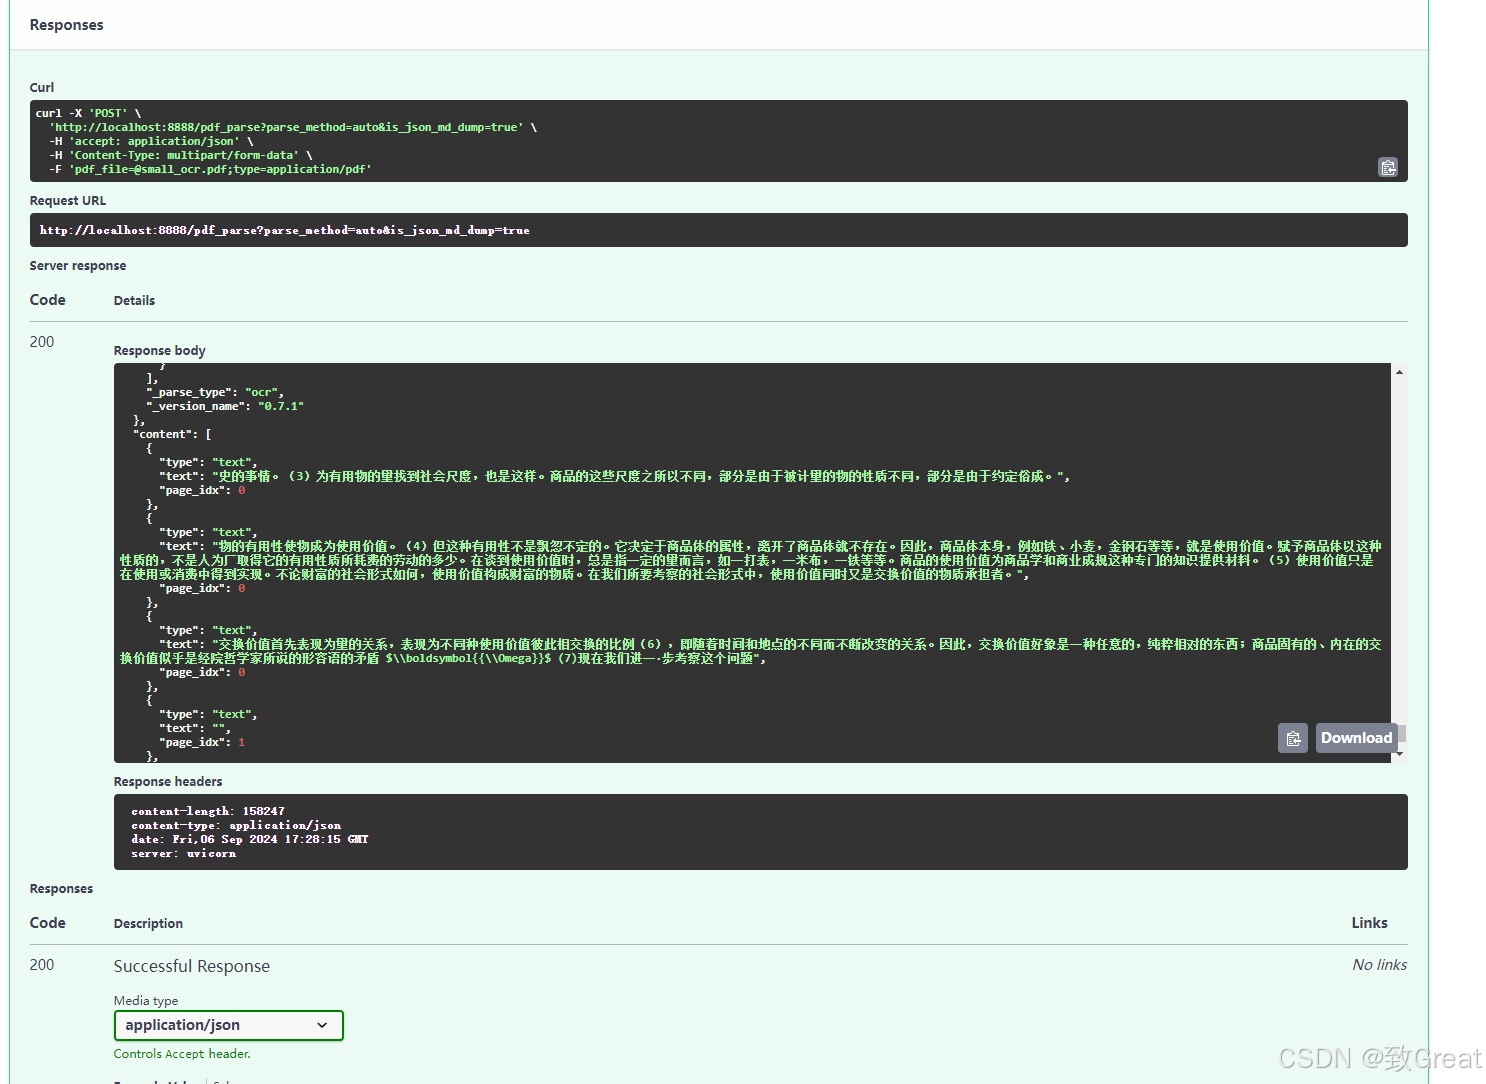 Responses
Curl
curl -X 'POST' \
'http://localhost:8888/pdf_parse?parse_method=auto&is_json_md_dump=true' \
-H 'accept: application/json' \
-H 'Content-Type: multipart/form-data' \
-F 'pdf_file=@small_ocr.pdf;type=application/pdf'
Request URL
http://localhost:8888/pdf_parse?parse_method=auto&is_json_md_dump=true
Server response
Code Details
200
Response body
}
],
"_parse_type": "ocr",
"_version_name": "0.7.1"
},
"content": [
{
"type": "text",
"text": "史的事情。（3）为有用物的量找到社会尺度，也是这样。商品的这些尺度之所以不同，部分是由于被计量的物的性质不同，部分是由于约定俗成。",
"page_idx": 0
},
{
"type": "text",
"text": "物的有用性使物成为使用价值。（4）但这种有用性不是飘忽不定的。它决定于商品体的属性，离开了商品体就不存在。因此，商品体本身，例如铁、小麦，金钢石等等，就是使用价值。赋予商品体以这种
性质的，不是人为厂取得它的有用性质所耗费的劳动的多少。在谈到使用价值时，总是指一定的量而言，如一打表，一米布，一铁等等。商品的使用价值为商品学和商业成规这种专门的知识提供材料。（5）使用价值只是
在使用或消费中得到实现。不论财富的社会形式如何，使用价值构成财富的物质。在我们所要考察的社会形式中，使用价值同时又是交换价值的物质承担者。",
"page_idx": 0
},
{
"type": "text",
"text": "交换价值首先表现为量的关系，表现为不同种使用价值彼此相交换的比例（6），即随着时间和地点的不同而不断改变的关系。因此，交换价值好象是一种任意的，纯粹相对的东西；商品固有的、内在的交
换价值似乎是经院哲学家所说的形容语的矛盾 $\\boldsymbol{{\\Omega}}$ (7)现在我们进一·步考察这个问题",
"page_idx": 0
},
{
"type": "text",
"text": "",
"page_idx": 1
},
Download
Response headers
content-length: 158247
content-type: application/json
date: Fri,06 Sep 2024 17:28:15 GMT
server: uvicorn
Responses
Code Description Links
200 Successful Response No links
Media type
application/json
Controls Accept header.
CSDN @致Great